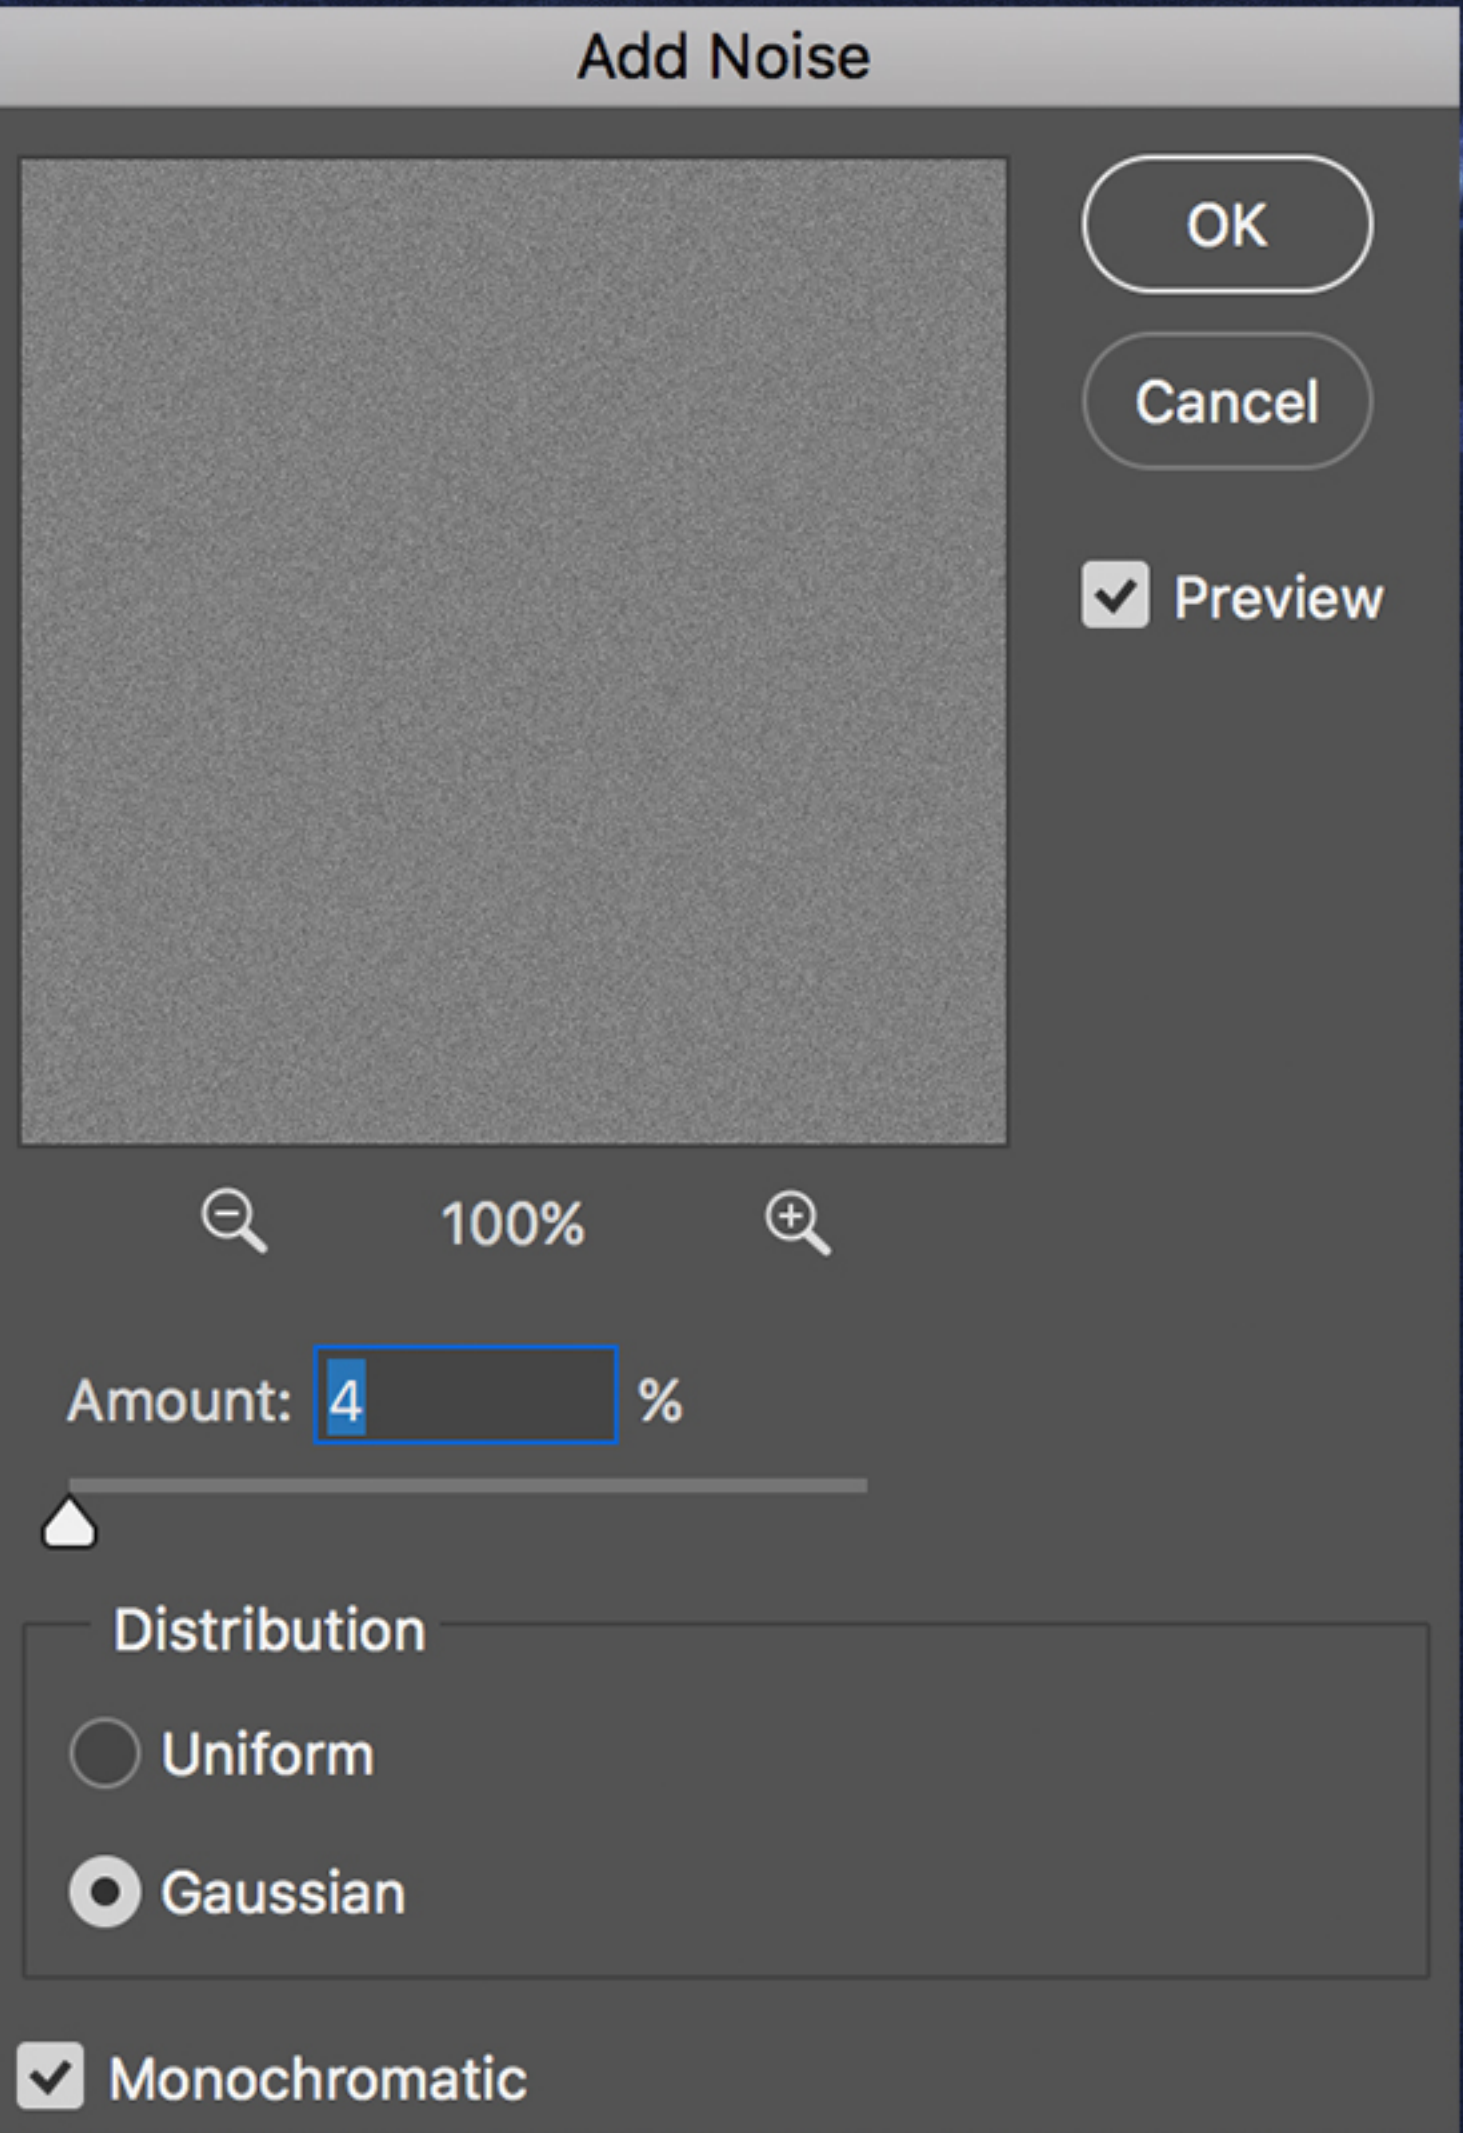 Add Noise
OK
Cancel
Preview
100%
Amount: 4 %
Distribution
Uniform
Gaussian
Monochromatic